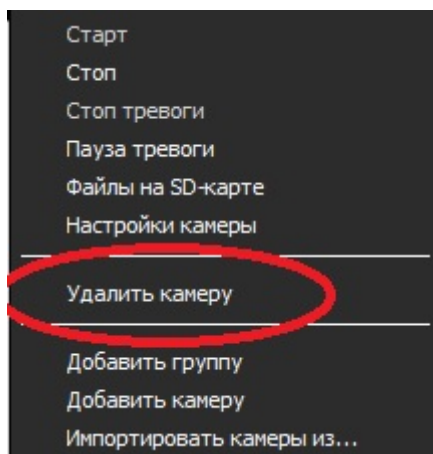 Старт
Стоп
Стоп тревоги
Пауза тревоги
Файлы на SD-карте
Настройки камеры
Удалить камеру
Добавить группу
Добавить камеру
Импортировать камеры из...